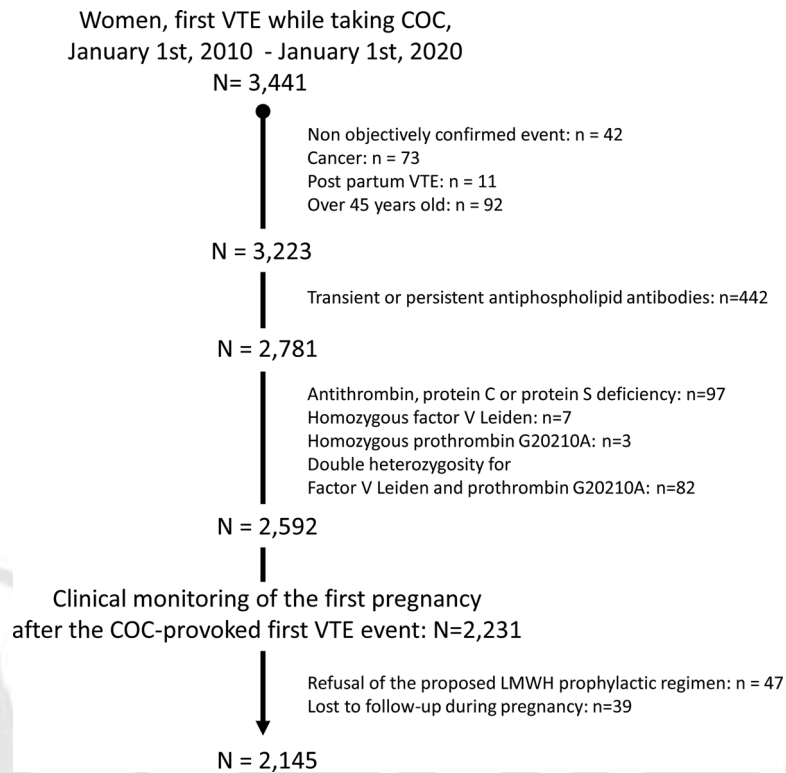 Women, first VTE while taking COC,
January 1st, 2010 - January 1st, 2020
N= 3,441
Non objectively confirmed event: n = 42
Cancer: n = 73
Post partum VTE: n = 11
Over 45 years old: n = 92
N = 3,223
Transient or persistent antiphospholipid antibodies: n=442
N = 2,781
Antithrombin, protein C or protein S deficiency: n=97
Homozygous factor V Leiden: n=7
Homozygous prothrombin G20210A: n=3
Double heterozygosity for
Factor V Leiden and prothrombin G20210A: n=82
N = 2,592
Clinical monitoring of the first pregnancy
after the COC-provoked first VTE event: N=2,231
Refusal of the proposed LMWH prophylactic regimen: n = 47
Lost to follow-up during pregnancy: n=39
N = 2,145